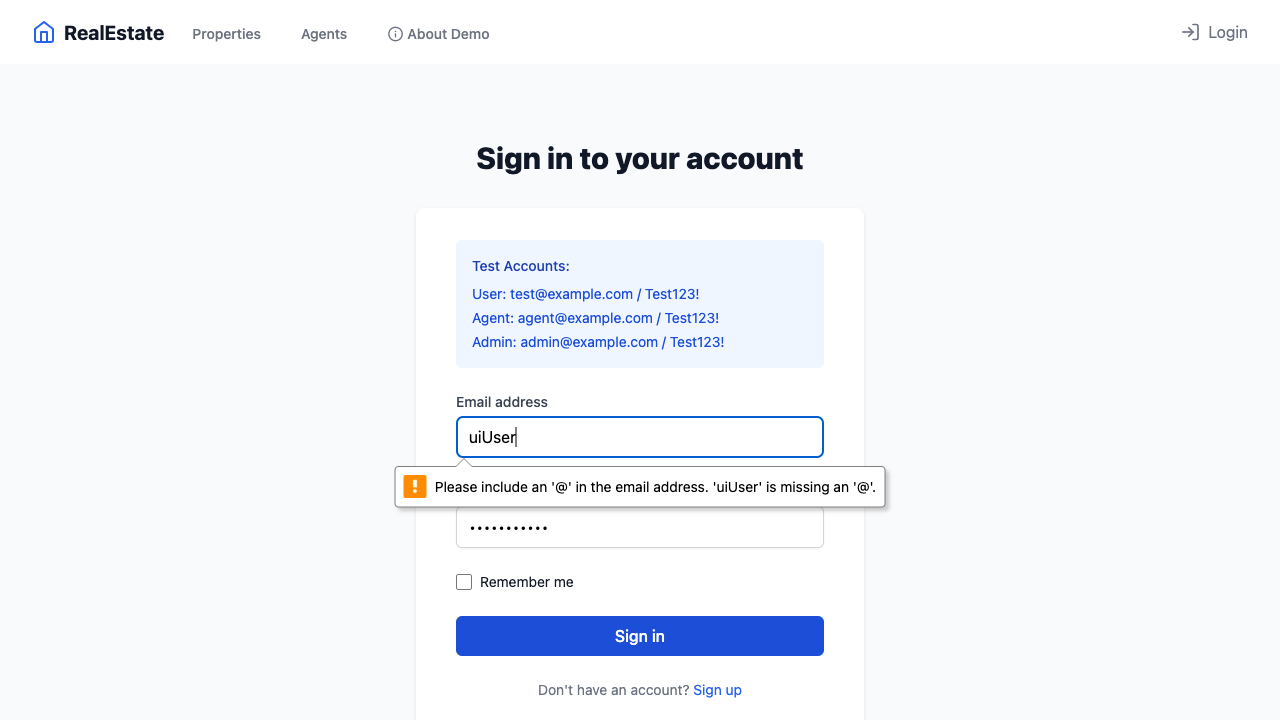 RealEstate
Properties
Agents
About Demo
Login
Sign in to your account
Test Accounts:
User: test@example.com / Test123!
Agent: agent@example.com / Test123!
Admin: admin@example.com / Test123!
Email address
uiUser
Please include an '@' in the email address. 'uiUser' is missing an '@'.
•••••••••••
Remember me
Sign in
Don't have an account? Sign up